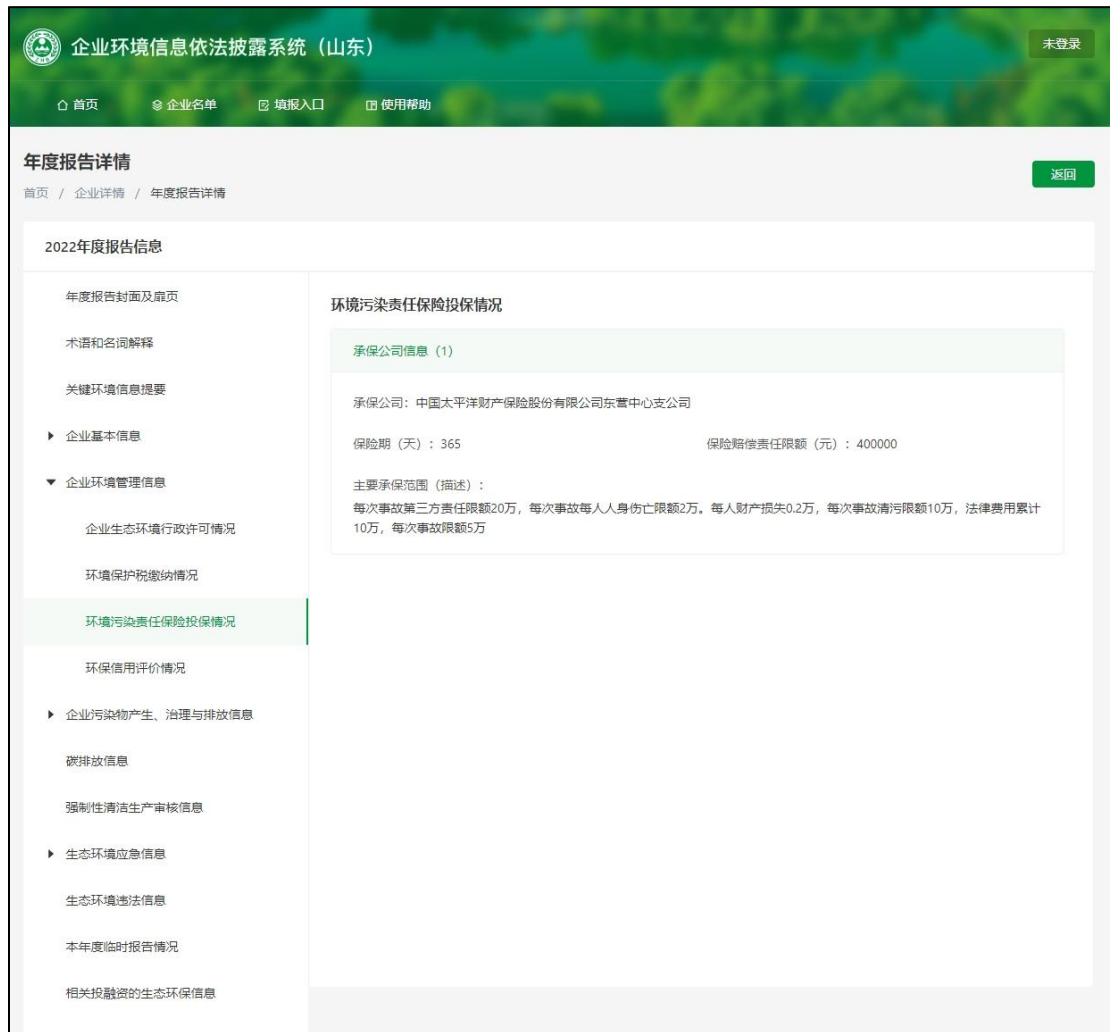 企业环境信息依法披露系统（山东）
未登录
首页
企业名单
填报入口
使用帮助
年度报告详情
返回
首页 / 企业详情 / 年度报告详情
2022年度报告信息
年度报告封面及扉页
术语和名词解释
关键环境信息提要
企业基本信息
企业环境管理信息
企业生态环境行政许可情况
环境保护税缴纳情况
环境污染责任保险投保情况
环保信用评价情况
企业污染物产生、治理与排放信息
碳排放信息
强制性清洁生产审核信息
生态环境应急信息
生态环境违法信息
本年度临时报告情况
相关投融资的生态环保信息
环境污染责任保险投保情况
承保公司信息（1）
承保公司：中国太平洋财产保险股份有限公司东营中心支公司
保险期（天）：365
保险赔偿责任限额（元）：400000
主要承保范围（描述）：
每次事故第三方责任限额20万，每次事故每人人身伤亡限额2万。每人财产损失0.2万，每次事故清污限额10万，法律费用累计
10万，每次事故限额5万